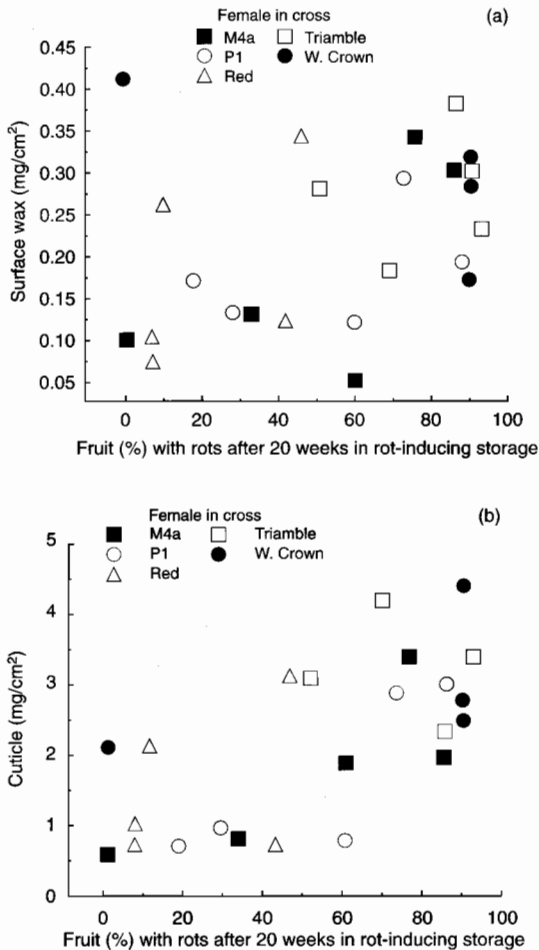 Female in cross
(a)
M4a Triamble
P1 W. Crown
Red
0.45
0.40
0.35
0.30
0.25
0.20
0.15
0.10
0.05
Surface wax (mg/cm²)
0 20 40 60 80 100
Fruit (%) with rots after 20 weeks in rot-inducing storage
(b)
Female in cross
M4a Triamble
P1 W. Crown
Red
5
4
3
2
1
0
Cuticle (mg/cm²)
0 20 40 60 80 100
Fruit (%) with rots after 20 weeks in rot-inducing storage